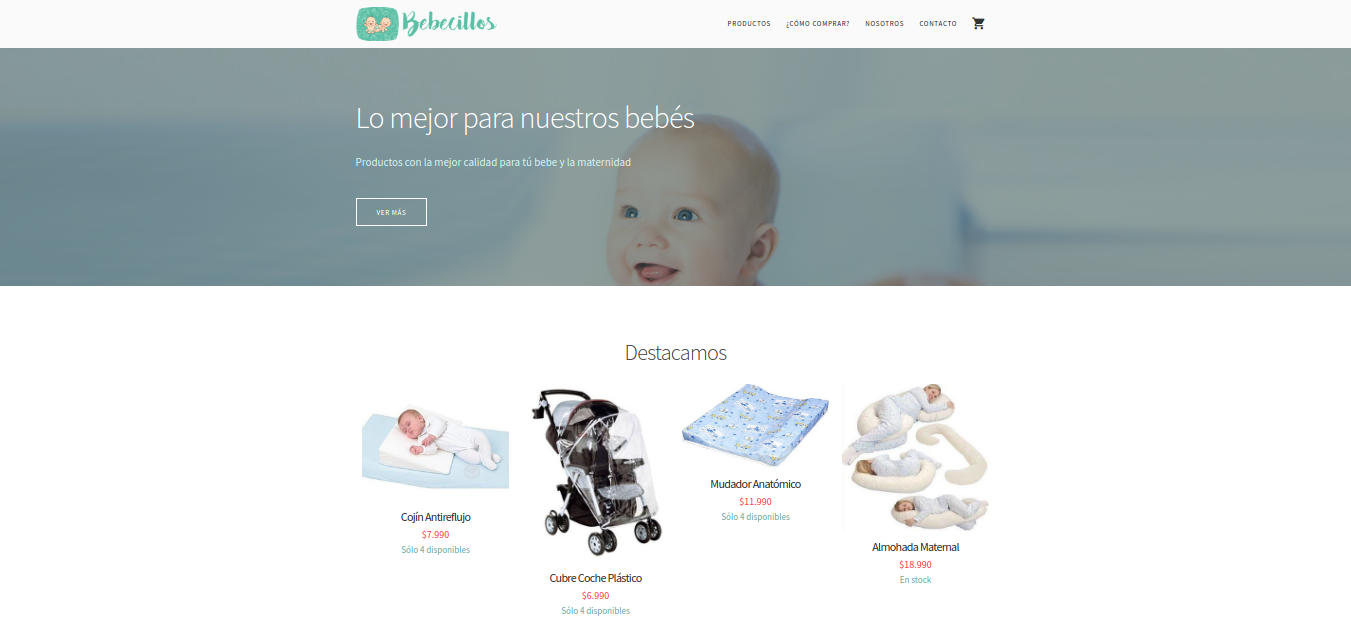 Bebecillos
PRODUCTOS ¿CÓMO COMPRAR? NOSOTROS CONTACTO
Lo mejor para nuestros bebés
Productos con la mejor calidad para tú bebe y la maternidad
VER MÁS
Destacamos
Cojín Antireflujo
$7.990
Sólo 4 disponibles
Cubre Coche Plástico
$6.990
Sólo 4 disponibles
Mudador Anatómico
$11.990
Sólo 4 disponibles
Almohada Maternal
$18.990
En stock